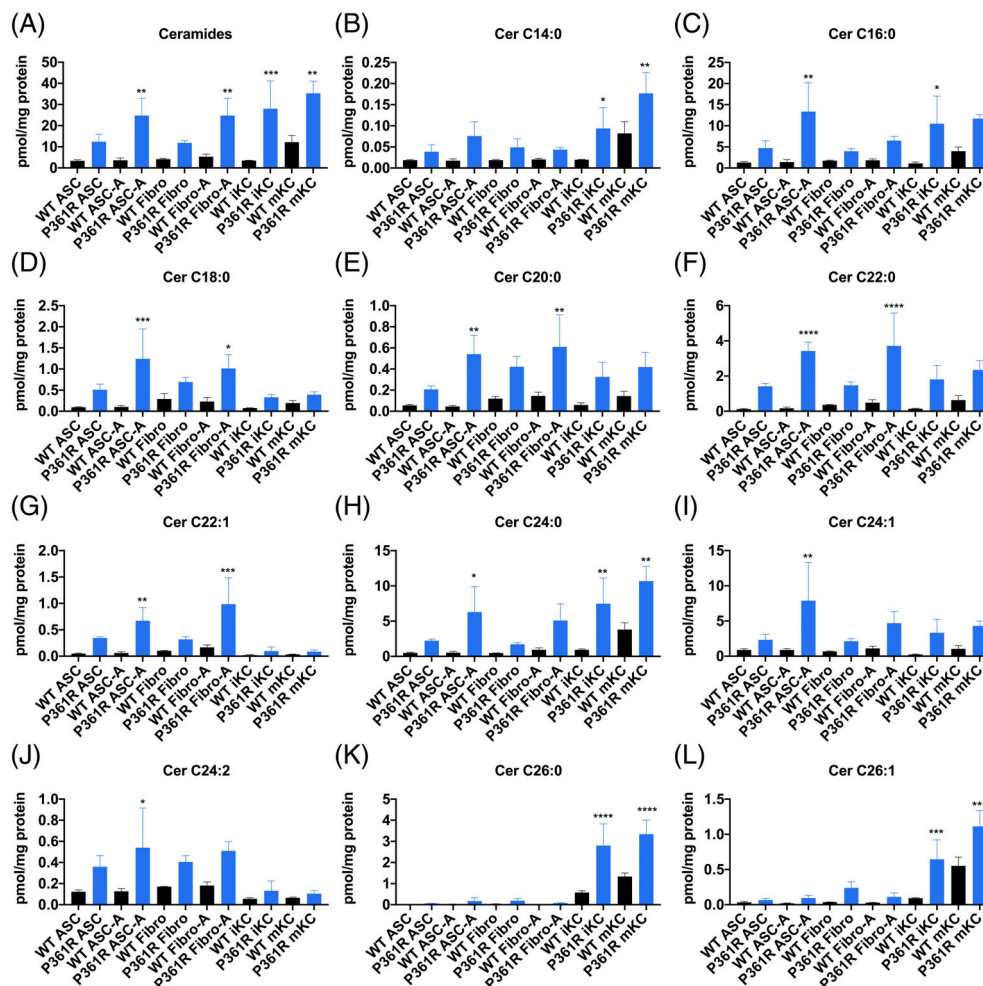 (A)
Ceramides
pmol/mg protein
50
40
30
20
10
0
**
**
***
**
WT ASC
P361R ASC
WT ASC-A
P361R ASC-A
WT Fibro
P361R Fibro
WT Fibro-A
P361R Fibro-A
WT iKC
P361R iKC
WT mKC
P361R mKC
(B)
Cer C14:0
pmol/mg protein
0.25
0.20
0.15
0.10
0.05
0.00
*
**
WT ASC
P361R ASC
WT ASC-A
P361R ASC-A
WT Fibro
P361R Fibro
WT Fibro-A
P361R Fibro-A
WT iKC
P361R iKC
WT mKC
P361R mKC
(C)
Cer C16:0
pmol/mg protein
25
20
15
10
5
0
**
*
WT ASC
P361R ASC
WT ASC-A
P361R ASC-A
WT Fibro
P361R Fibro
WT Fibro-A
P361R Fibro-A
WT iKC
P361R iKC
WT mKC
P361R mKC
(D)
Cer C18:0
pmol/mg protein
2.5
2.0
1.5
1.0
0.5
0.0
***
*
WT ASC
P361R ASC
WT ASC-A
P361R ASC-A
WT Fibro
P361R Fibro
WT Fibro-A
P361R Fibro-A
WT iKC
P361R iKC
WT mKC
P361R mKC
(E)
Cer C20:0
pmol/mg protein
1.0
0.8
0.6
0.4
0.2
0.0
**
**
WT ASC
P361R ASC
WT ASC-A
P361R ASC-A
WT Fibro
P361R Fibro
WT Fibro-A
P361R Fibro-A
WT iKC
P361R iKC
WT mKC
P361R mKC
(F)
Cer C22:0
pmol/mg protein
6
4
2
0
****
****
WT ASC
P361R ASC
WT ASC-A
P361R ASC-A
WT Fibro
P361R Fibro
WT Fibro-A
P361R Fibro-A
WT iKC
P361R iKC
WT mKC
P361R mKC
(G)
Cer C22:1
pmol/mg protein
2.0
1.5
1.0
0.5
0.0
**
***
WT ASC
P361R ASC
WT ASC-A
P361R ASC-A
WT Fibro
P361R Fibro
WT Fibro-A
P361R Fibro-A
WT iKC
P361R iKC
WT mKC
P361R mKC
(H)
Cer C24:0
pmol/mg protein
15
10
5
0
*
**
**
WT ASC
P361R ASC
WT ASC-A
P361R ASC-A
WT Fibro
P361R Fibro
WT Fibro-A
P361R Fibro-A
WT iKC
P361R iKC
WT mKC
P361R mKC
(I)
Cer C24:1
pmol/mg protein
15
10
5
0
**
WT ASC
P361R ASC
WT ASC-A
P361R ASC-A
WT Fibro
P361R Fibro
WT Fibro-A
P361R Fibro-A
WT iKC
P361R iKC
WT mKC
P361R mKC
(J)
Cer C24:2
pmol/mg protein
1.0
0.8
0.6
0.4
0.2
0.0
*
WT ASC
P361R ASC
WT ASC-A
P361R ASC-A
WT Fibro
P361R Fibro
WT Fibro-A
P361R Fibro-A
WT iKC
P361R iKC
WT mKC
P361R mKC
(K)
Cer C26:0
pmol/mg protein
5
4
3
2
1
0
****
****
WT ASC
P361R ASC
WT ASC-A
P361R ASC-A
WT Fibro
P361R Fibro
WT Fibro-A
P361R Fibro-A
WT iKC
P361R iKC
WT mKC
P361R mKC
(L)
Cer C26:1
pmol/mg protein
1.5
1.0
0.5
0.0
***
***
WT ASC
P361R ASC
WT ASC-A
P361R ASC-A
WT Fibro
P361R Fibro
WT Fibro-A
P361R Fibro-A
WT iKC
P361R iKC
WT mKC
P361R mKC